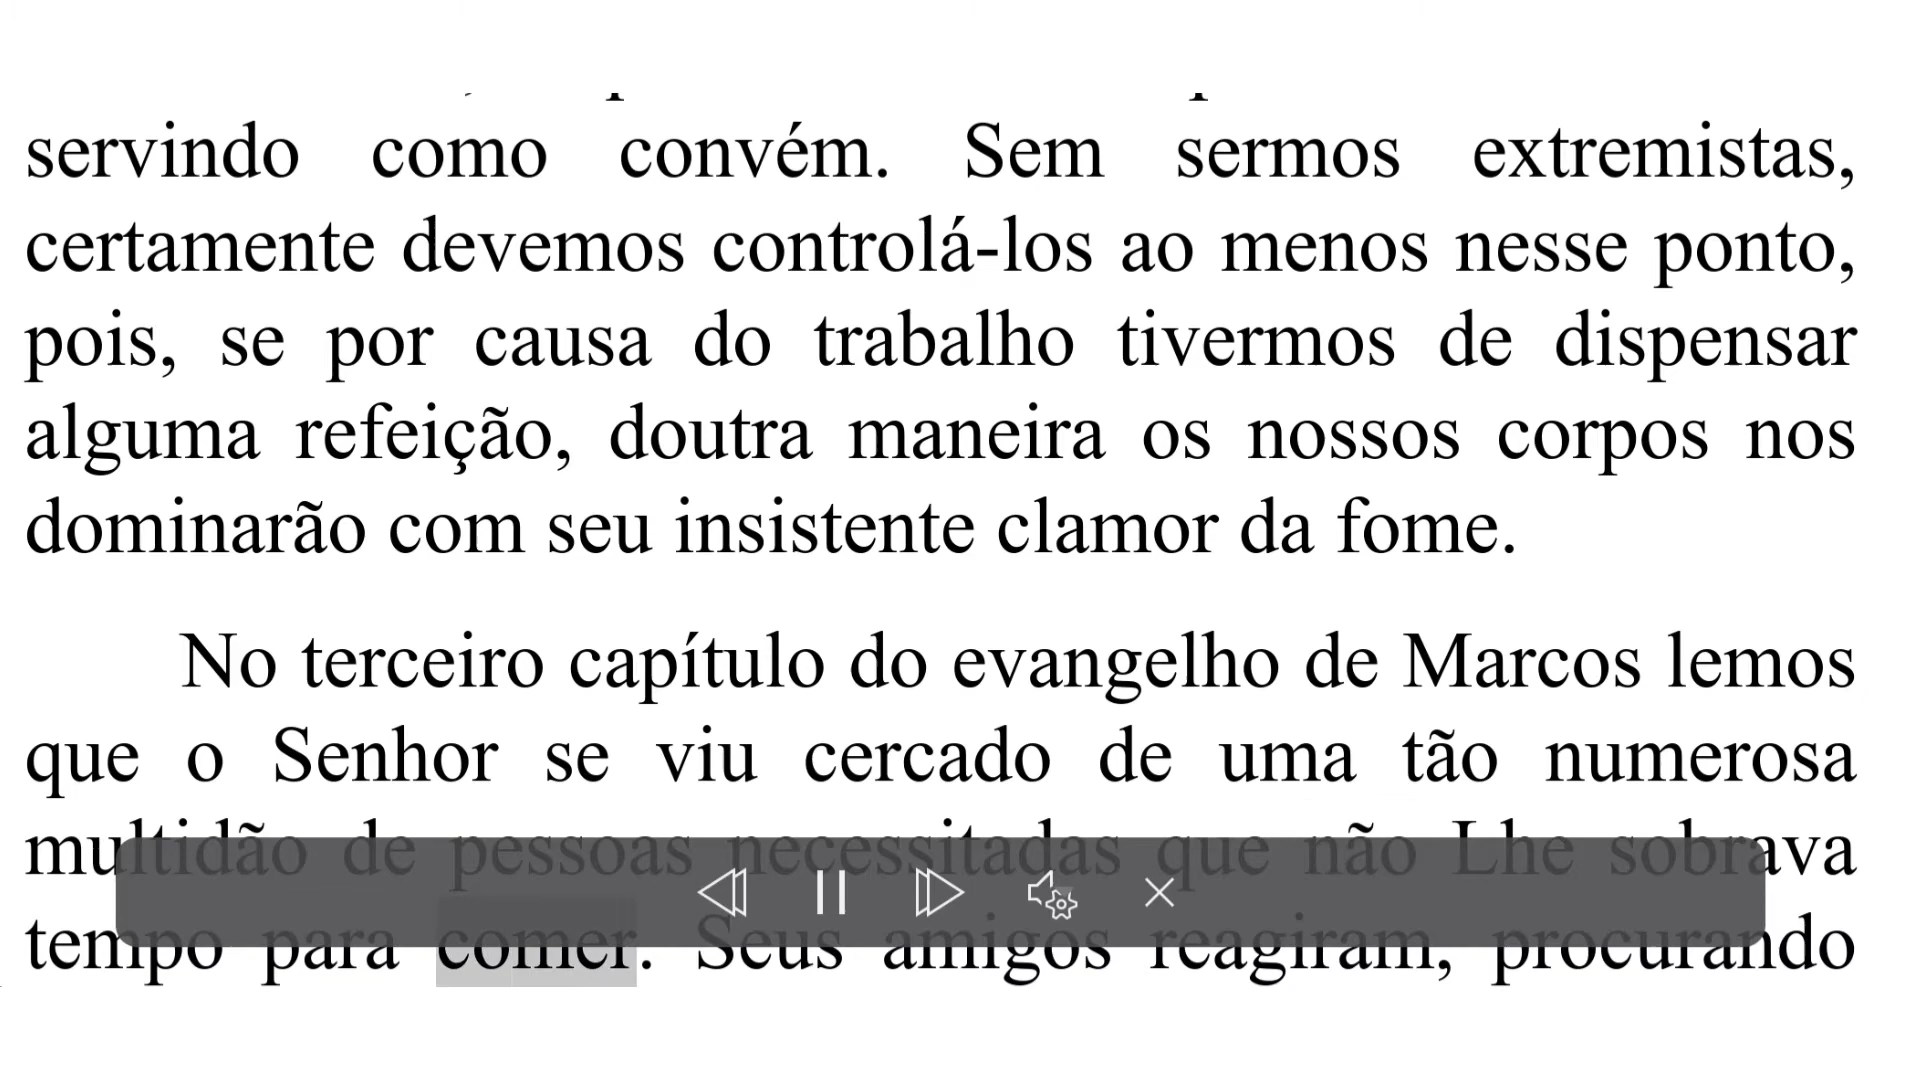 servindo como convém. Sem sermos extremistas,
certamente devemos controlá-los ao menos nesse ponto,
pois, se por causa do trabalho tivermos de dispensar
alguma refeição, doutra maneira os nossos corpos nos
dominarão com seu insistente clamor da fome.
No terceiro capítulo do evangelho de Marcos lemos
que o Senhor se viu cercado de uma tão numerosa
multidão de pessoas necessitadas que não Lhe sobrava
tempo para comer. Seus amigos reagiram, procurando